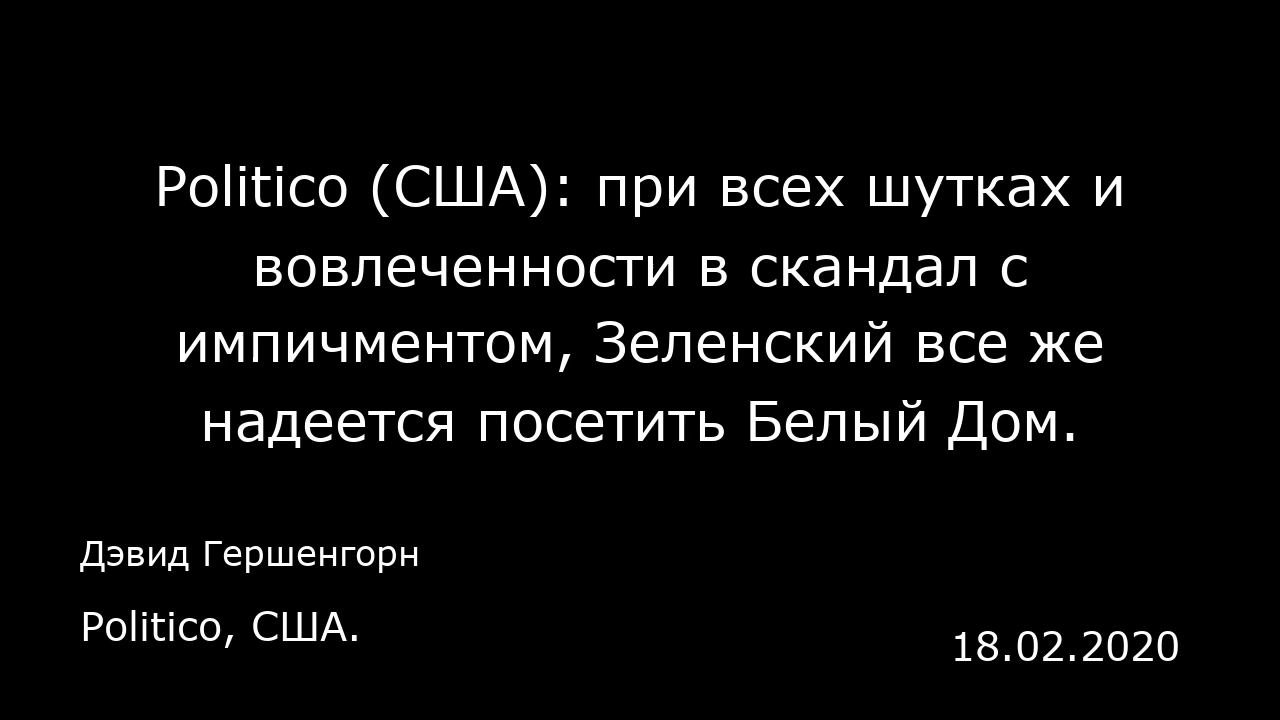 Politico (США): при всех шутках и
вовлеченности в скандал с
импичментом, Зеленский все же
надеется посетить Белый Дом.
Дэвид Гершенгорн
Politico, США.
18.02.2020